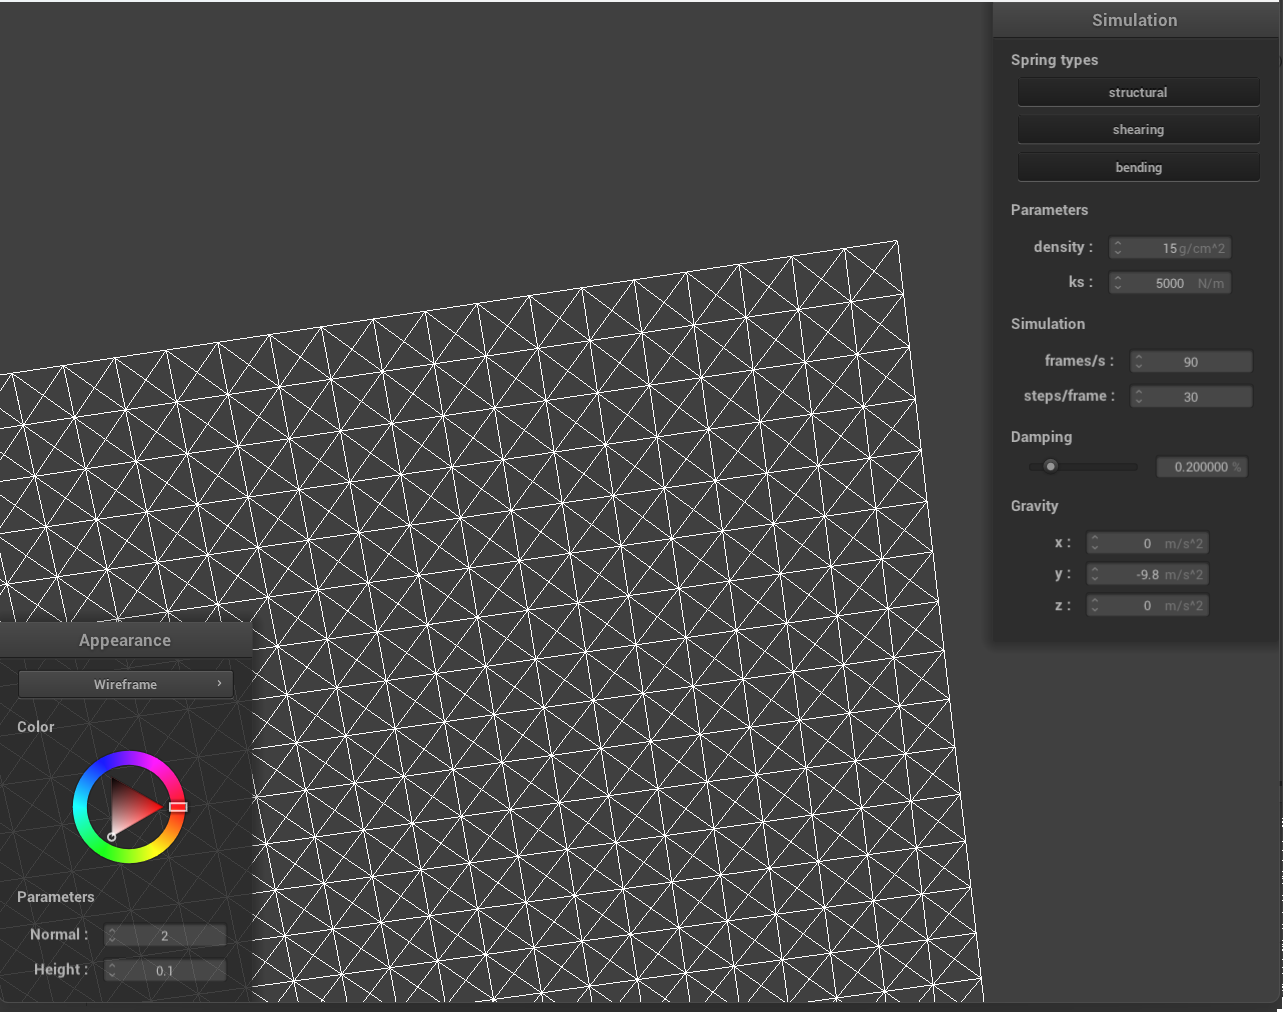 Simulation
Spring types
structural
shearing
bending
Parameters
density : 15 g/cm^2
ks : 5000 N/m
Simulation
frames/s : 90
steps/frame : 30
Damping
0.200000 %
Gravity
x : 0 m/s^2
y : -9.8 m/s^2
z : 0 m/s^2
Appearance
Wireframe ›
Color
Parameters
Normal : 2
Height : 0.1